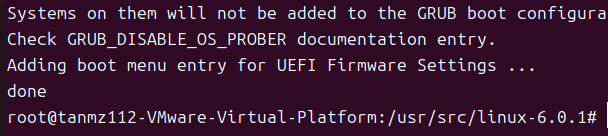 Systems on them will not be added to the GRUB boot configura
Check GRUB_DISABLE_OS_PROBER documentation entry.
Adding boot menu entry for UEFI Firmware Settings ...
done
root@tanmz112-VMware-Virtual-Platform:/usr/src/linux-6.0.1#